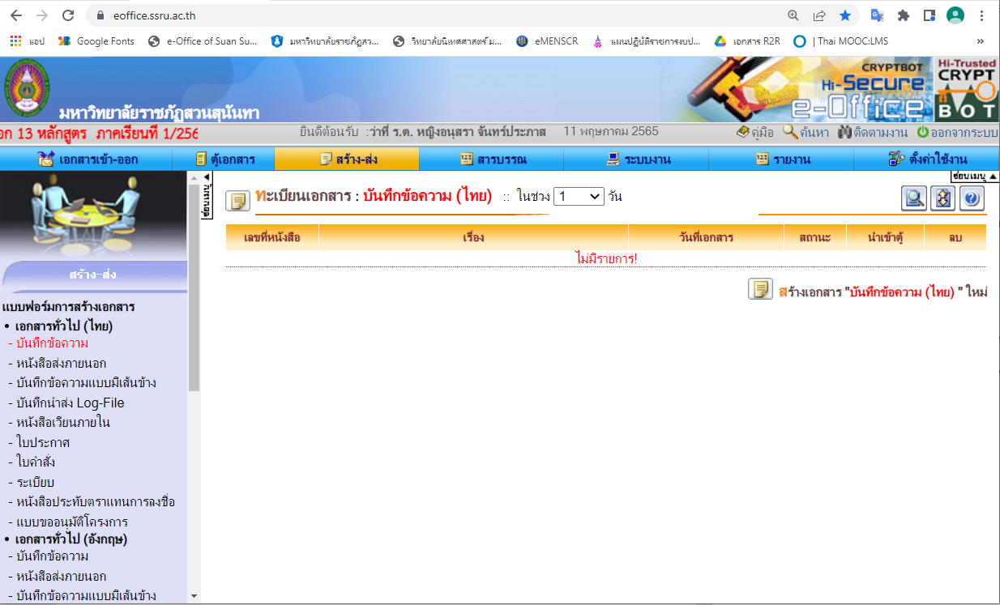 eoffice.ssru.ac.th
แอป Google Fonts e-Office of Suan Su... มหาวิทยาลัยราชภัฏสว... วิทยาลัยนิเทศศาสตร์ ม... eMENSCR แผนปฏิบัติราชการงบป... เอกสาร R2R | Thai MOOC:LMS »
มหาวิทยาลัยราชภัฏสวนสุนันทา
CRYPTBOT
Hi-Secure
e-Office
Hi-Trusted
CRYPT
BOT
อก 13 หลักสูตร ภาคเรียนที่ 1/256
ยินดีต้อนรับ :ว่าที่ ร.ต. หญิงอนุสรา จันทร์ประภาส 11 พฤษภาคม 2565 คู่มือ ค้นหา ติดตามงาน ออกจากระบบ
เอกสารเข้า-ออก ตู้เอกสาร สร้าง-ส่ง สารบรรณ ระบบงาน รายงาน ตั้งค่าใช้งาน
ซ่อนเมนู
ซ่อนเมนู
ทะเบียนเอกสาร : บันทึกข้อความ (ไทย) :: ในช่วง 1 วัน
เลขที่หนังสือ เรื่อง วันที่เอกสาร สถานะ นำเข้าตู้ ลบ
ไม่มีรายการ!
สร้างเอกสาร "บันทึกข้อความ (ไทย) " ใหม่
สร้าง-ส่ง
แบบฟอร์มการสร้างเอกสาร
• เอกสารทั่วไป (ไทย)
- บันทึกข้อความ
- หนังสือส่งภายนอก
- บันทึกข้อความแบบมีเส้นข้าง
- บันทึกนำส่ง Log-File
- หนังสือเวียนภายใน
- ใบประกาศ
- ใบคำสั่ง
- ระเบียบ
- หนังสือประทับตราแทนการลงชื่อ
- แบบขออนุมัติโครงการ
• เอกสารทั่วไป (อังกฤษ)
- บันทึกข้อความ
- หนังสือส่งภายนอก
- บันทึกข้อความแบบมีเส้นข้าง